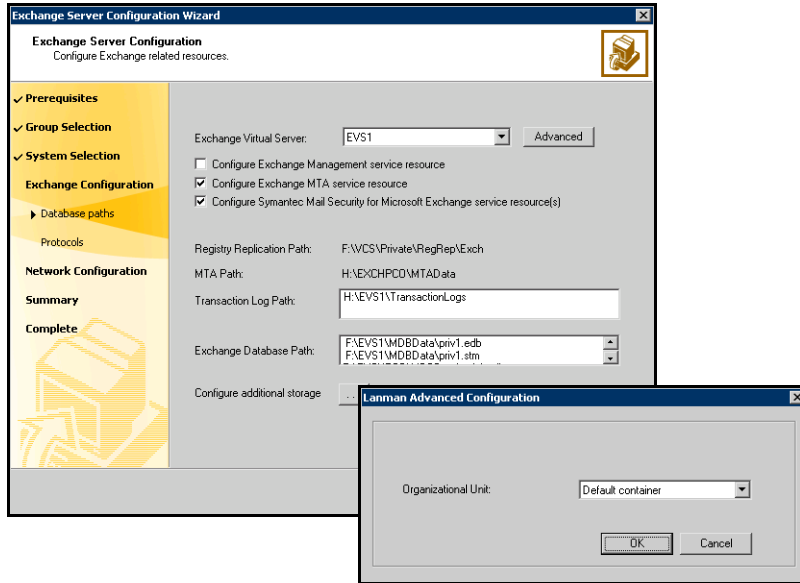 Exchange Server Configuration Wizard
Exchange Server Configuration
Configure Exchange related resources.
Prerequisites
Group Selection
System Selection
Exchange Configuration
Database paths
Protocols
Network Configuration
Summary
Complete
Exchange Virtual Server: EVS1 Advanced
Configure Exchange Management service resource
Configure Exchange MTA service resource
Configure Symantec Mail Security for Microsoft Exchange service resource(s)
Registry Replication Path: F:\VCS\Private\RegRep\Exch
MTA Path: H:\EXCHPCO\MTAData
Transaction Log Path: H:\EVS1\TransactionLogs
Exchange Database Path: F:\EVS1\MDBData\priv1.edb
F:\EVS1\MDBData\priv1.stm
Configure additional storage ...
Lanman Advanced Configuration
Organizational Unit: Default container
OK Cancel